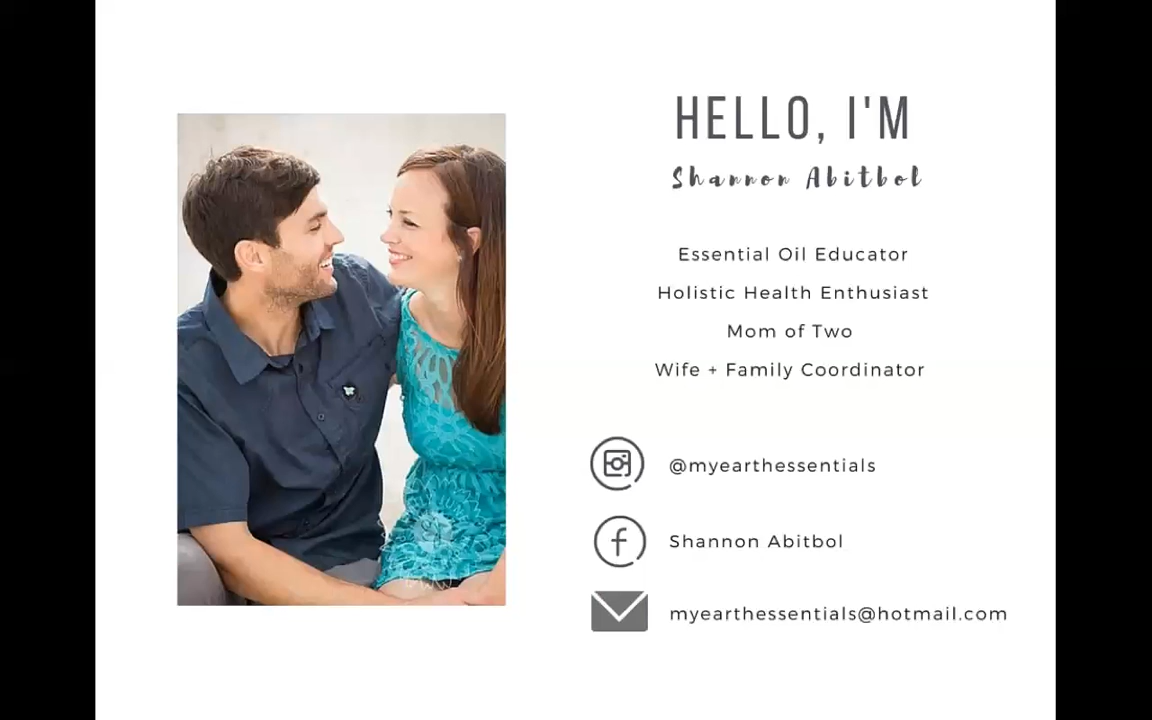 HELLO, I'M
Shannon Abitbol
Essential Oil Educator
Holistic Health Enthusiast
Mom of Two
Wife + Family Coordinator
@myearthessentials
Shannon Abitbol
myearthessentials@hotmail.com